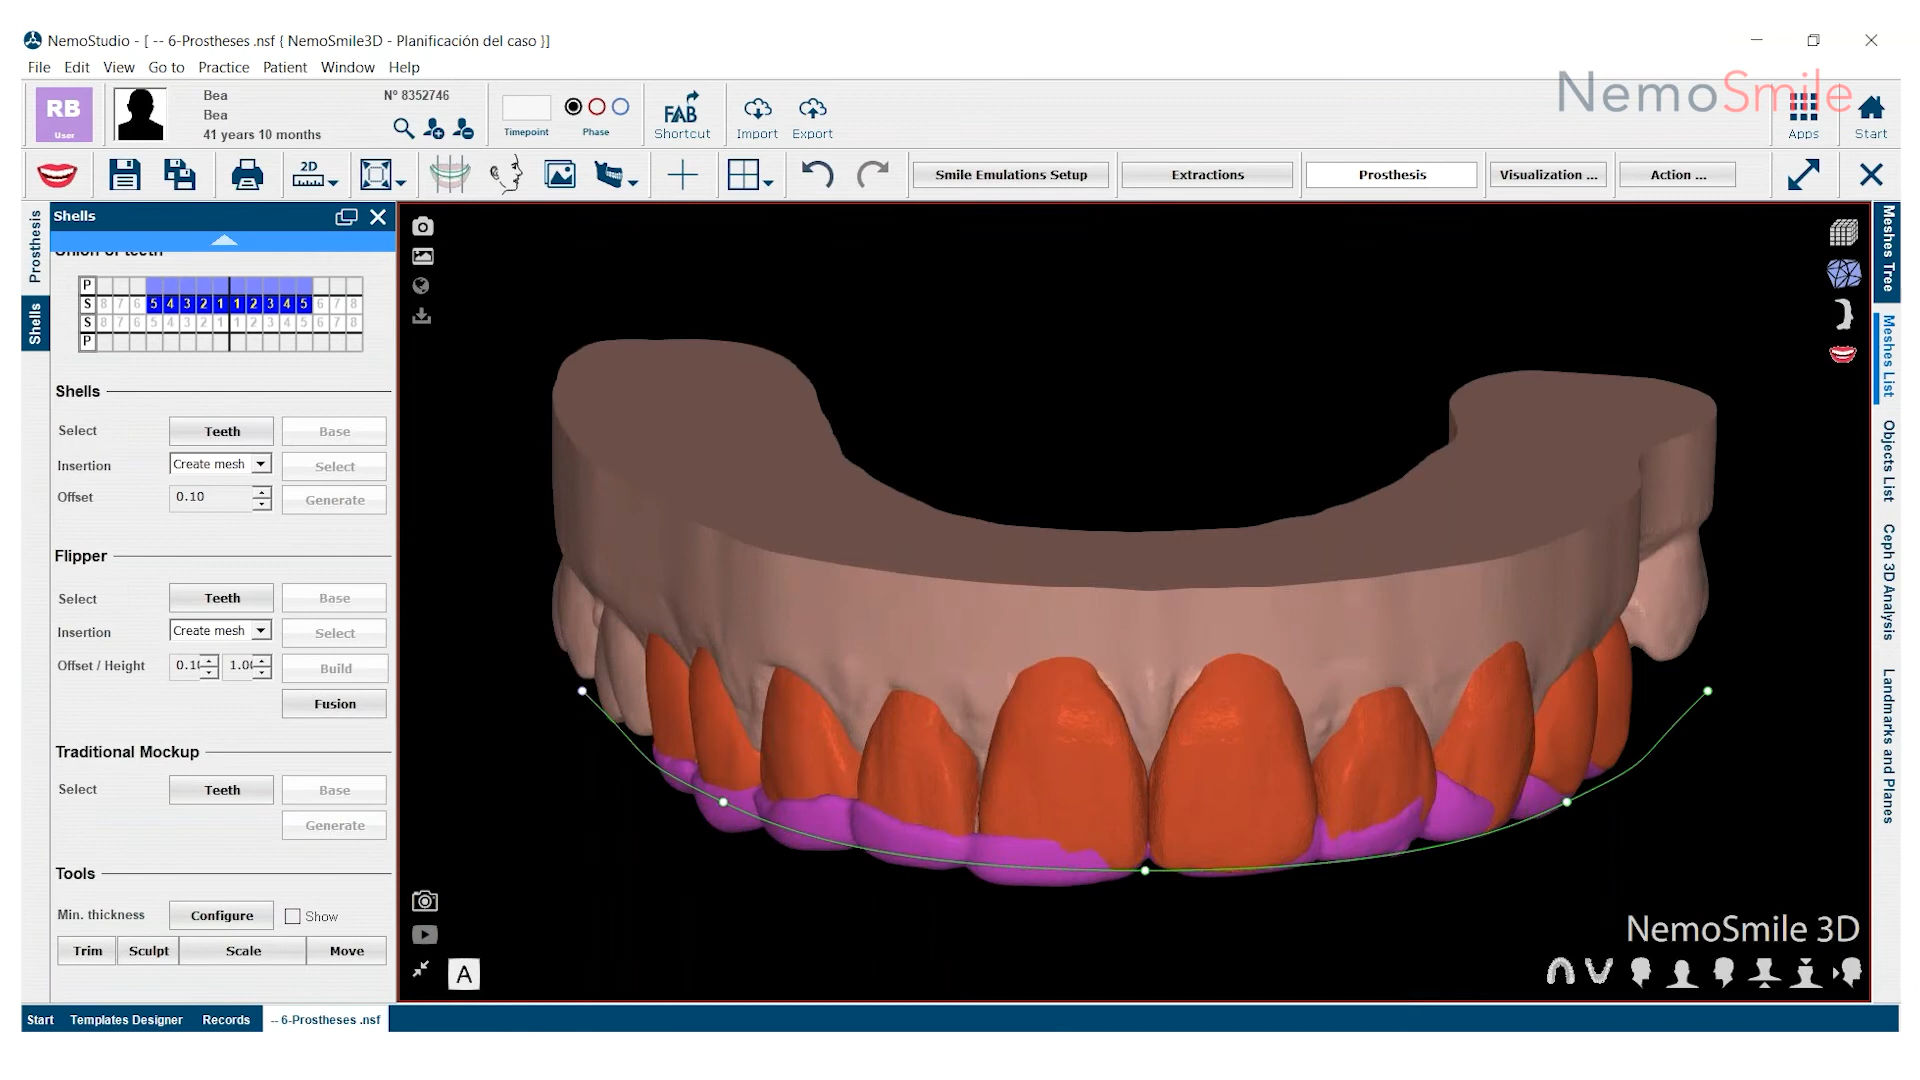 NemoStudio - [ -- 6-Prostheses .nsf { NemoSmile3D - Planificación del caso }]
File Edit View Go to Practice Patient Window Help
NemoSmile
RB
User
Bea
Bea
41 years 10 months
Nº 8352746
Timepoint
Phase
FAB
Shortcut
Import
Export
Apps
Start
2D
Smile Emulations Setup
Extractions
Prosthesis
Visualization ...
Action ...
Prosthesis
Shells
Shells
Union of teeth
P
S 8 7 6 5 4 3 2 1 1 2 3 4 5 6 7 8
S 8 7 6 5 4 3 2 1 1 2 3 4 5 6 7 8
P
Shells
Select Teeth Base
Insertion Create mesh Select
Offset 0.10 Generate
Flipper
Select Teeth Base
Insertion Create mesh Select
Offset / Height 0.1 1.0 Build
Fusion
Traditional Mockup
Select Teeth Base
Generate
Tools
Min. thickness Configure Show
Trim Sculpt Scale Move
A
NemoSmile 3D
Meshes Tree
Meshes List
Objects List
Ceph 3D Analysis
Landmarks and Planes
Start Templates Designer Records -- 6-Prostheses .nsf